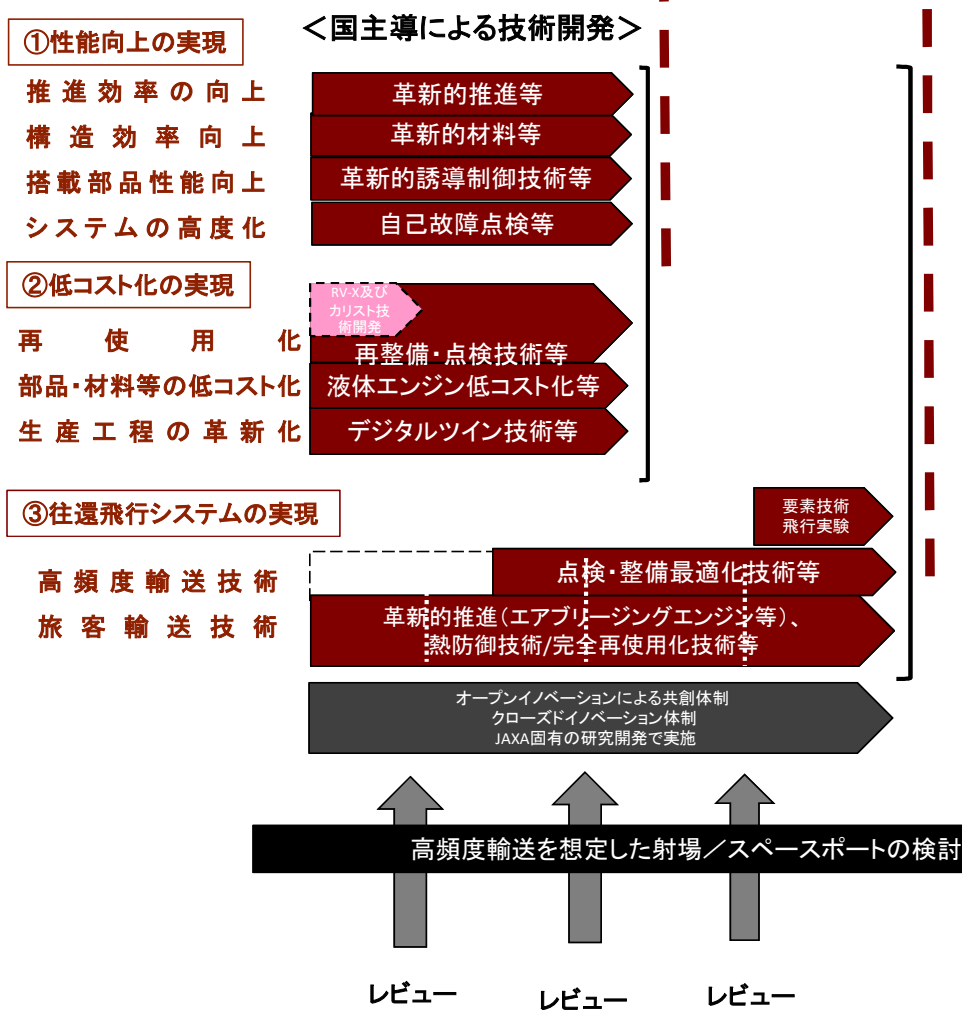 ＜国主導による技術開発＞
①性能向上の実現
推進効率の向上
革新的推進等
構造効率向上
革新的材料等
搭載部品性能向上
革新的誘導制御技術等
システムの高度化
自己故障点検等
②低コスト化の実現
RV-X及び
カリスト技
術開発
再使用化
再整備・点検技術等
部品・材料等の低コスト化
液体エンジン低コスト化等
生産工程の革新化
デジタルツイン技術等
③往還飛行システムの実現
要素技術
飛行実験
高頻度輸送技術
点検・整備最適化技術等
旅客輸送技術
革新的推進（エアブリージングエンジン等）、
熱防御技術/完全再使用化技術等
オープンイノベーションによる共創体制
クローズドイノベーション体制
JAXA固有の研究開発で実施
高頻度輸送を想定した射場／スペースポートの検討
レビュー
レビュー
レビュー